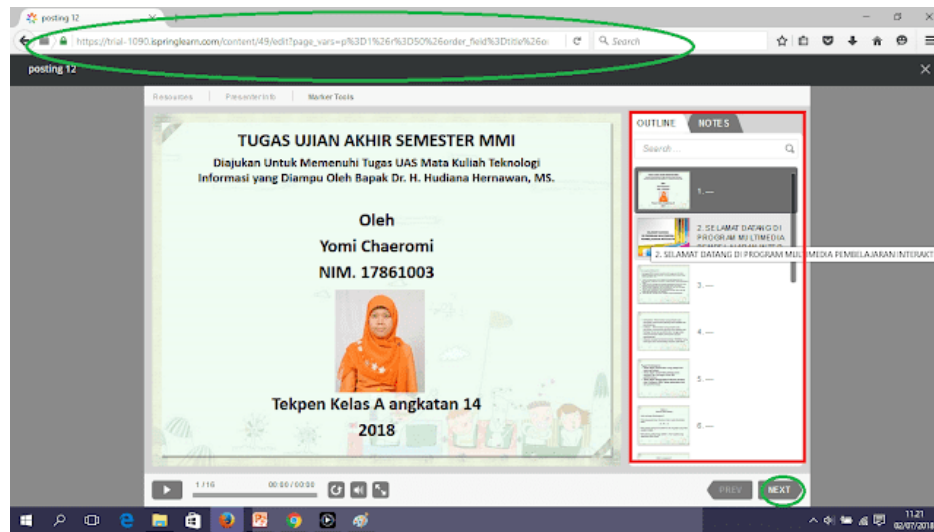 posting 12
https://trial-1090.ispringlearn.com/content/49/edit?page_vars=p%3D1%26r%3D50%26order_field%3Dtitle%26o
Search
posting 12
Resources Presenter Info Marker Tools
TUGAS UJIAN AKHIR SEMESTER MMI
Diajukan Untuk Memenuhi Tugas UAS Mata Kuliah Teknologi
Informasi yang Diampu Oleh Bapak Dr. H. Hudiana Hernawan, MS.
Oleh
Yomi Chaeromi
NIM. 17861003
Tekpen Kelas A angkatan 14
2018
OUTLINE NOTES
Search...
1. —
2. SELAMAT DATANG DI
PROGRAM MULTIMEDIA
2. SELAMAT DATANG DI PROGRAM MULTIMEDIA PEMBELAJARAN INTERAKT
3. —
4. —
5. —
6. —
1 / 16 00:00 / 00:00
PREV NEXT
11.21
02/07/2018